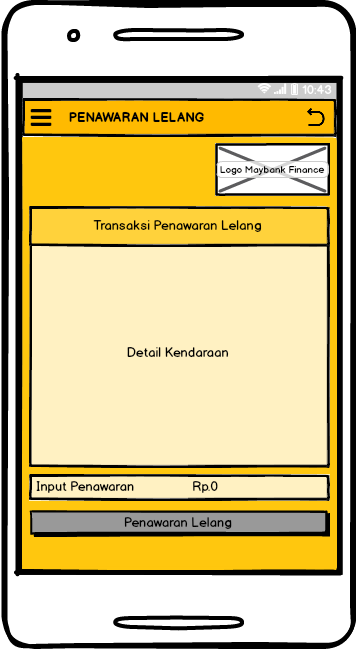 10:43
PENAWARAN LELANG
Logo Maybank Finance
Transaksi Penawaran Lelang
Detail Kendaraan
Input Penawaran Rp.0
Penawaran Lelang